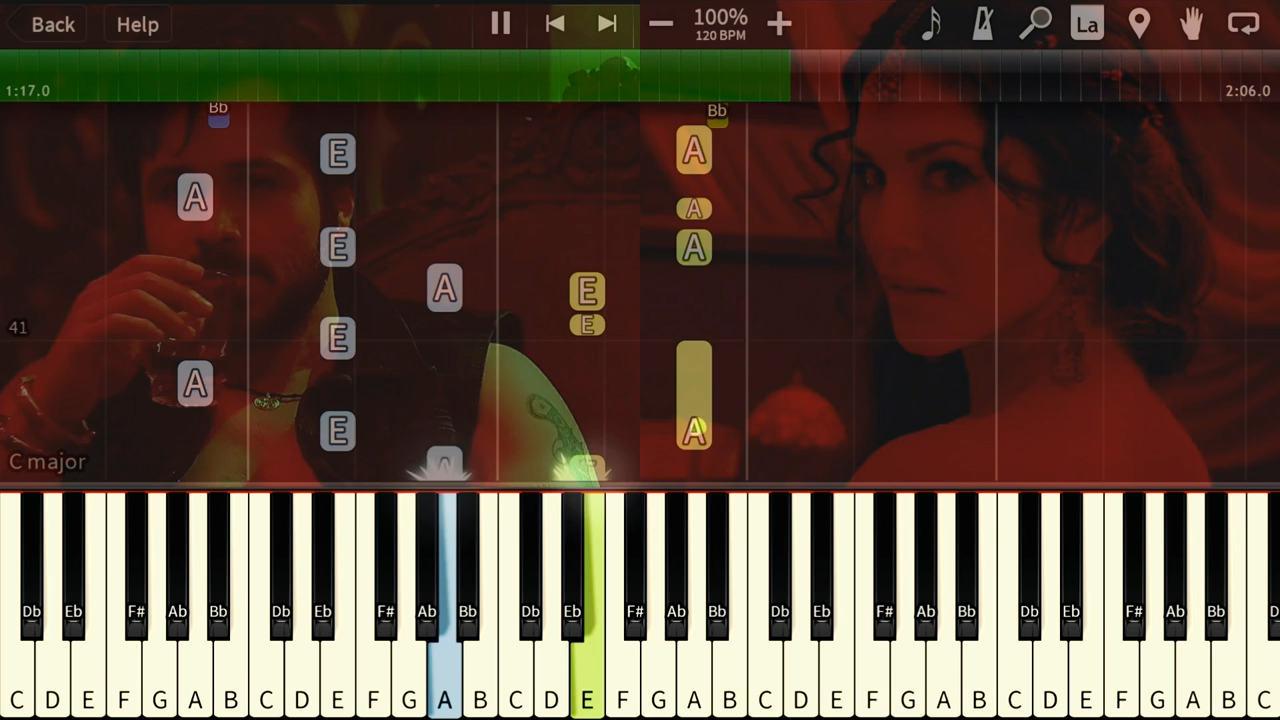 Back Help 100% 120 BPM La
1:17.0 2:06.0
Bb Bb
E A
A A
E A
A E
E
41 E
A
E A
C major
Db Eb F# Ab Bb Db Eb F# Ab Bb Db Eb F# Ab Bb Db Eb F# Ab Bb Db Eb F# Ab Bb D
C D E F G A B C D E F G A B C D E F G A B C D E F G A B C D E F G A B C